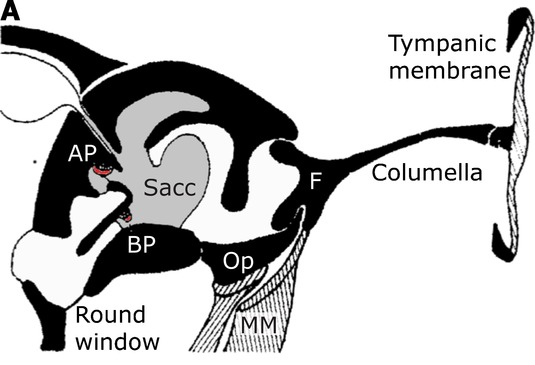 A
Tympanic
membrane
AP
Sacc
F
Columella
BP
Op
Round
window
MM